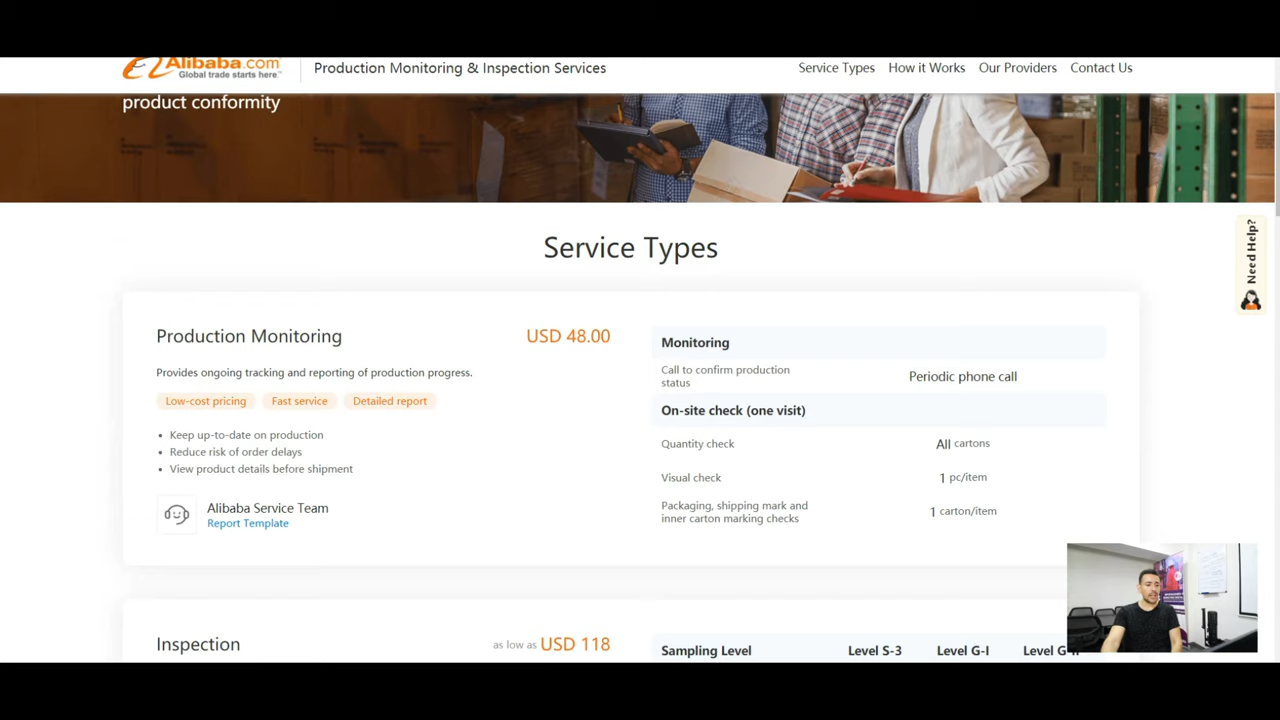 Alibaba.com
Global trade starts here.
Production Monitoring & Inspection Services
Service Types
How it Works
Our Providers
Contact Us
product conformity
Need Help?
Service Types
Production Monitoring
USD 48.00
Provides ongoing tracking and reporting of production progress.
Low-cost pricing
Fast service
Detailed report
• Keep up-to-date on production
• Reduce risk of order delays
• View product details before shipment
Alibaba Service Team
Report Template
Monitoring
Call to confirm production
status
Periodic phone call
On-site check (one visit)
Quantity check
All cartons
Visual check
1 pc/item
Packaging, shipping mark and
inner carton marking checks
1 carton/item
Inspection
as low as USD 118
Sampling Level
Level S-3
Level G-I
Level